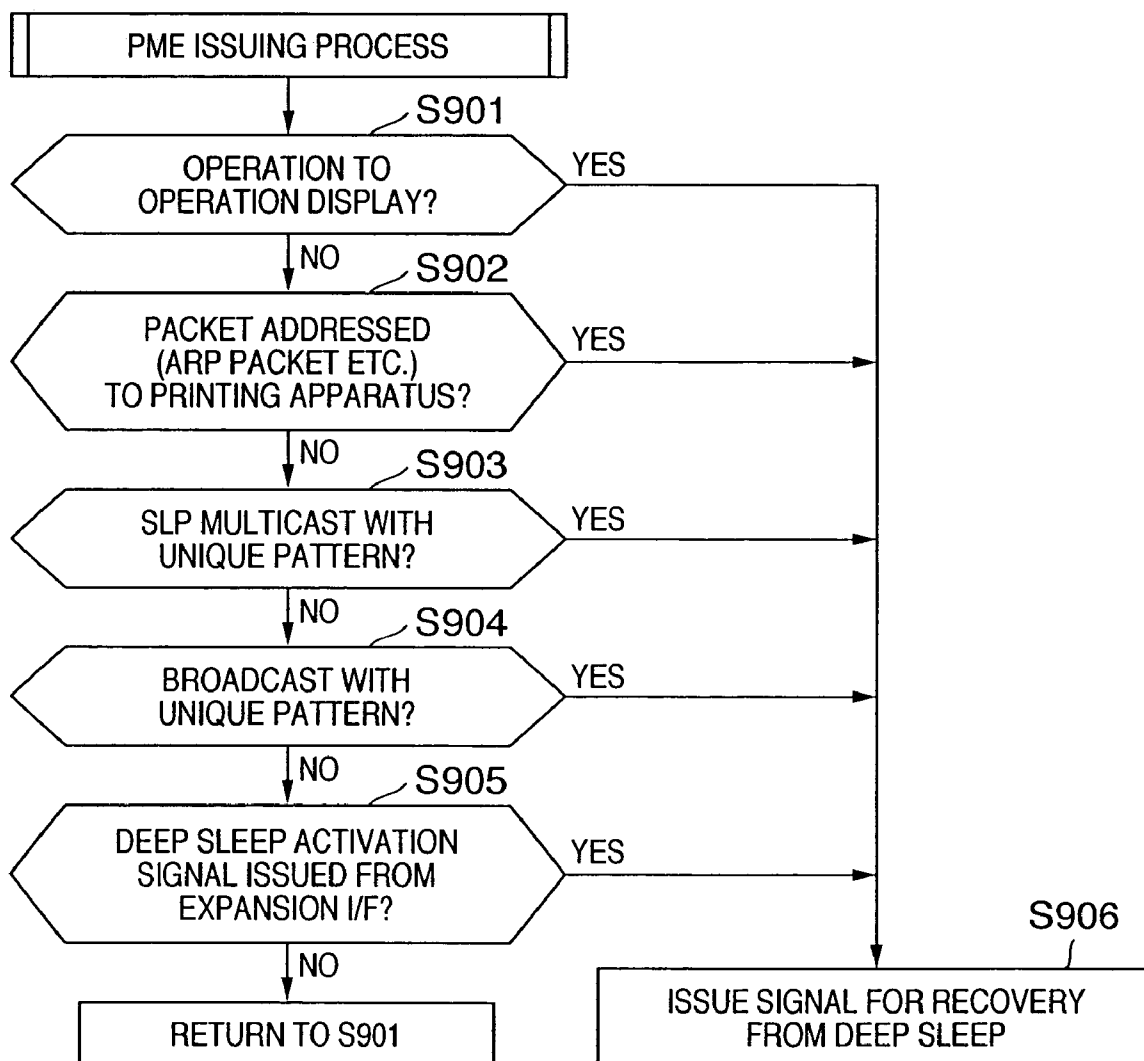 PME ISSUING PROCESS
S901
OPERATION TO
OPERATION DISPLAY?
YES
NO
S902
PACKET ADDRESSED
(ARP PACKET ETC.)
TO PRINTING APPARATUS?
YES
NO
S903
SLP MULTICAST WITH
UNIQUE PATTERN?
YES
NO
S904
BROADCAST WITH
UNIQUE PATTERN?
YES
NO
S905
DEEP SLEEP ACTIVATION
SIGNAL ISSUED FROM
EXPANSION I/F?
YES
NO
RETURN TO S901
S906
ISSUE SIGNAL FOR RECOVERY
FROM DEEP SLEEP